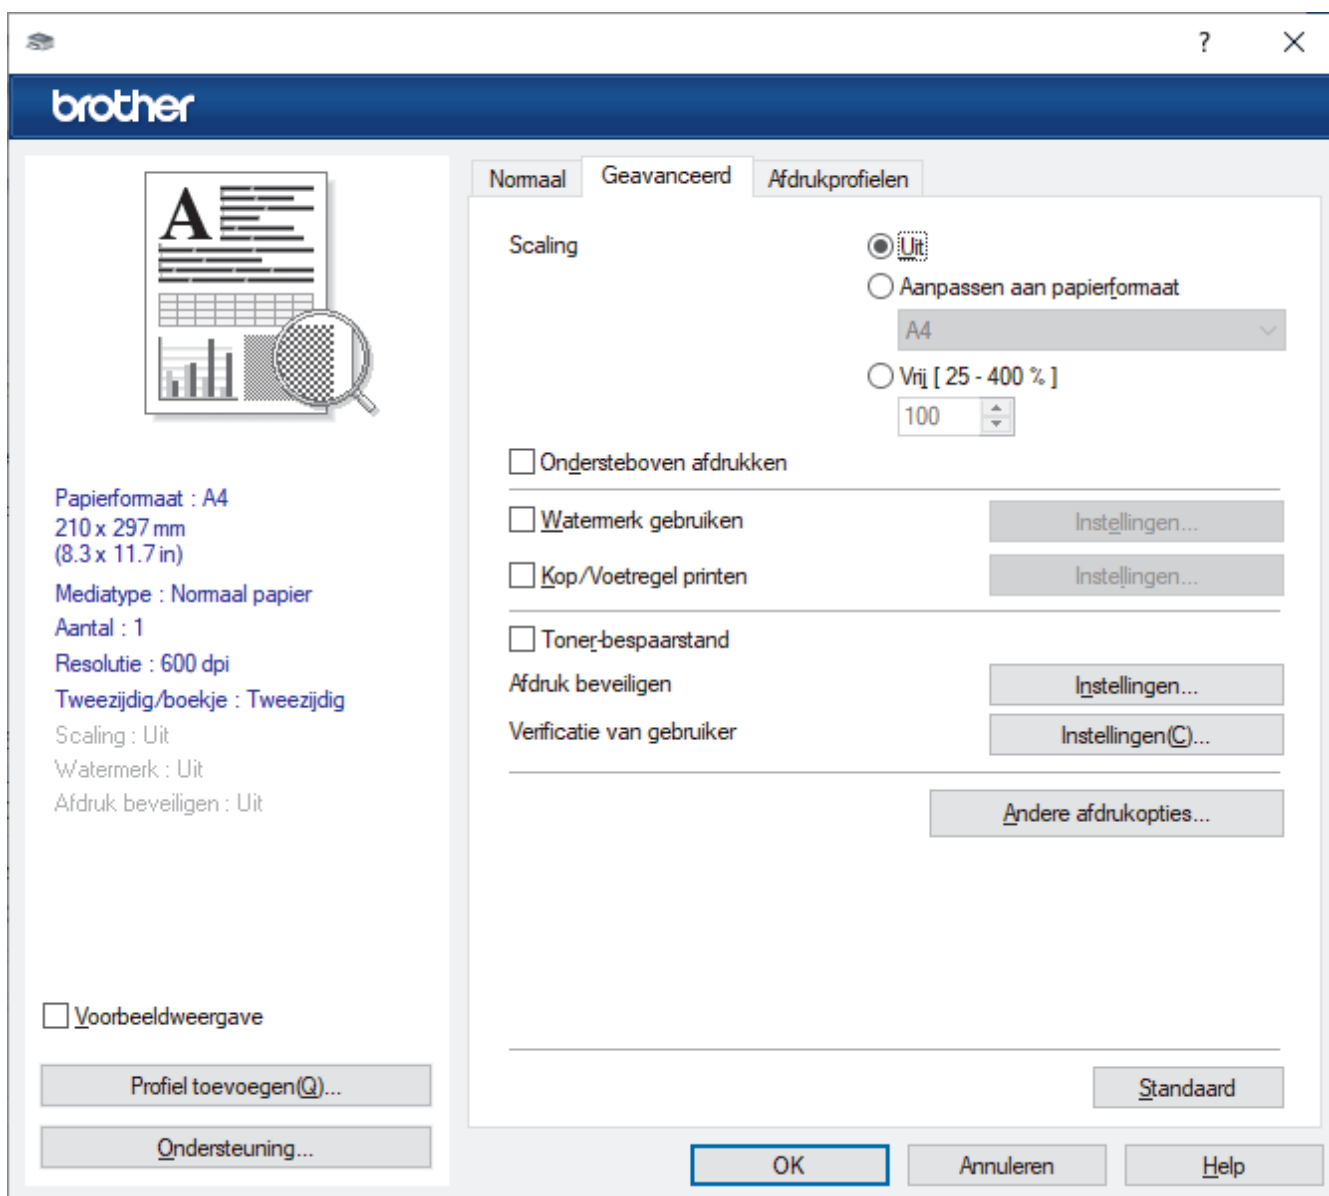 ?
brother
A
Papierformaat : A4
210 x 297 mm
(8.3 x 11.7 in)
Mediatype : Normaal papier
Aantal : 1
Resolutie : 600 dpi
Tweezijdig/boekje : Tweezijdig
Scaling : Uit
Watermerk : Uit
Afdruk beveiligen : Uit
Voorbeeldweergave
Profiel toevoegen(Q)...
Ondersteuning...
Normaal Geavanceerd Afdrukprofielen
Scaling Uit
Aanpassen aan papierformaat
A4
Vrij [ 25 - 400 % ]
100
Ondersteboven afdrukken
Watermerk gebruiken Instellingen...
Kop/Voetregel printen Instellingen...
Toner-bespaarstand
Afdruk beveiligen Instellingen...
Verificatie van gebruiker Instellingen(C)...
Andere afdrukopties...
Standaard
OK Annuleren Help